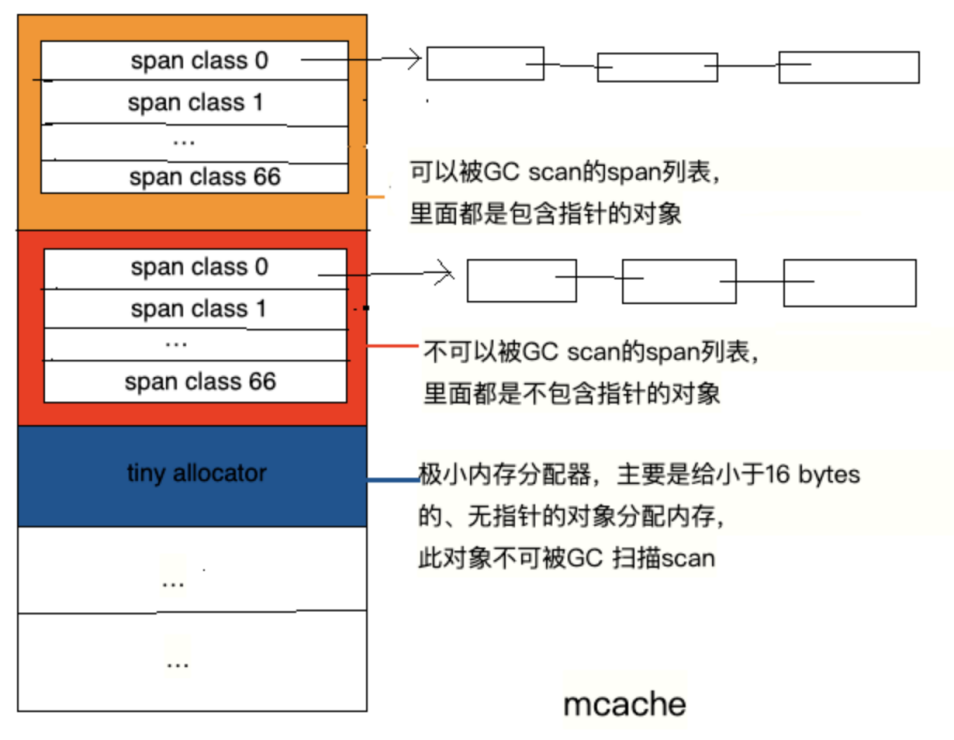 span class 0
span class 1
...
span class 66
可以被GC scan的span列表，
里面都是包含指针的对象
span class 0
span class 1
...
span class 66
不可以被GC scan的span列表，
里面都是不包含指针的对象
tiny allocator
极小内存分配器，主要是给小于16 bytes
的、无指针的对象分配内存，
此对象不可被GC 扫描scan
...
...
mcache